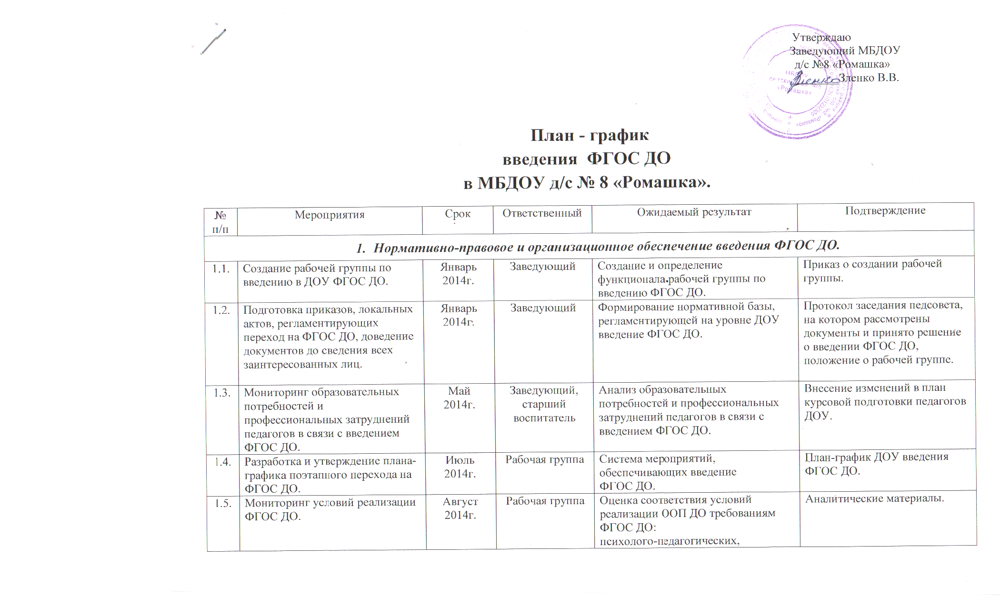 Утверждаю
Заведующий МБДОУ
д/с №8 «Ромашка»
Зленко В.В.
МБДОУ
детский сад №8
«Ромашка»
План - график
введения ФГОС ДО
в МБДОУ д/с № 8 «Ромашка».
№ п/п
Мероприятия
Срок
Ответственный
Ожидаемый результат
Подтверждение
1. Нормативно-правовое и организационное обеспечение введения ФГОС ДО.
1.1.
Создание рабочей группы по
введению в ДОУ ФГОС ДО.
Январь
2014г.
Заведующий
Создание и определение
функционала рабочей группы по
введению ФГОС ДО.
Приказ о создании рабочей
группы.
1.2.
Подготовка приказов, локальных
актов, регламентирующих
переход на ФГОС ДО, доведение
документов до сведения всех
заинтересованных лиц.
Январь
2014г.
Заведующий
Формирование нормативной базы,
регламентирующей на уровне ДОУ
введение ФГОС ДО.
Протокол заседания педсовета,
на котором рассмотрены
документы и принято решение
о введении ФГОС ДО,
положение о рабочей группе.
1.3.
Мониторинг образовательных
потребностей и
профессиональных затруднений
педагогов в связи с введением
ФГОС ДО.
Май
2014г.
Заведующий,
старший
воспитатель
Анализ образовательных
потребностей и профессиональных
затруднений педагогов в связи с
введением ФГОС ДО.
Внесение изменений в план
курсовой подготовки педагогов
ДОУ.
1.4.
Разработка и утверждение плана-
графика поэтапного перехода на
ФГОС ДО.
Июль
2014г.
Рабочая группа
Система мероприятий,
обеспечивающих введение
ФГОС ДО.
План-график ДОУ введения
ФГОС ДО.
1.5.
Мониторинг условий реализации
ФГОС ДО.
Август
2014г.
Рабочая группа
Оценка соответствия условий
реализации ООП ДО требованиям
ФГОС ДО:
психолого-педагогических,
Аналитические материалы.